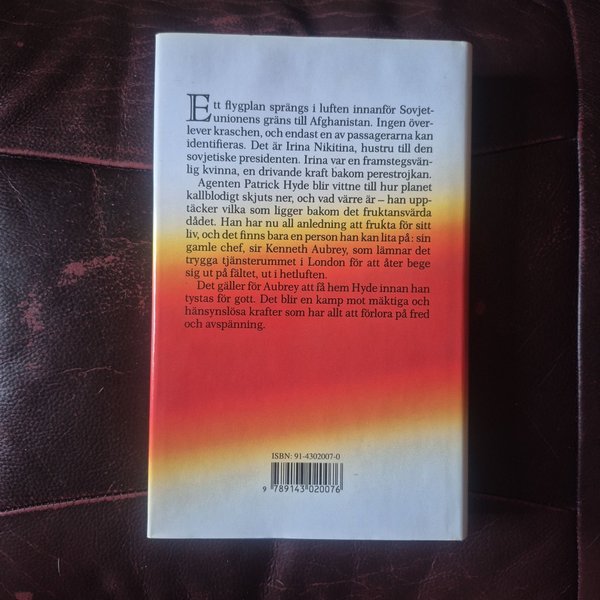 Ett flygplan sprängs i luften innanför Sovjet-
unionens gräns till Afghanistan. Ingen över-
lever kraschen, och endast en av passagerarna kan
identifieras. Det är Irina Nikitina, hustru till den
sovjetiske presidenten. Irina var en framstegsvän-
lig kvinna, en drivande kraft bakom perestrojkan.
Agenten Patrick Hyde blir vittne till hur planet
kallblodigt skjuts ner, och vad värre är – han upp-
täcker vilka som ligger bakom det fruktansvärda
dådet. Han har nu all anledning att frukta för sitt
liv, och det finns bara en person han kan lita på: sin
gamle chef, sir Kenneth Aubrey, som lämnar det
trygga tjänsterummet i London för att åter bege
sig ut på fältet, ut i hetluften.
Det gäller för Aubrey att få hem Hyde innan han
tystas för gott. Det blir en kamp mot mäktiga och
hänsynslösa krafter som har allt att förlora på fred
och avspänning.
ISBN: 91-4302007-0
9 789143 020076